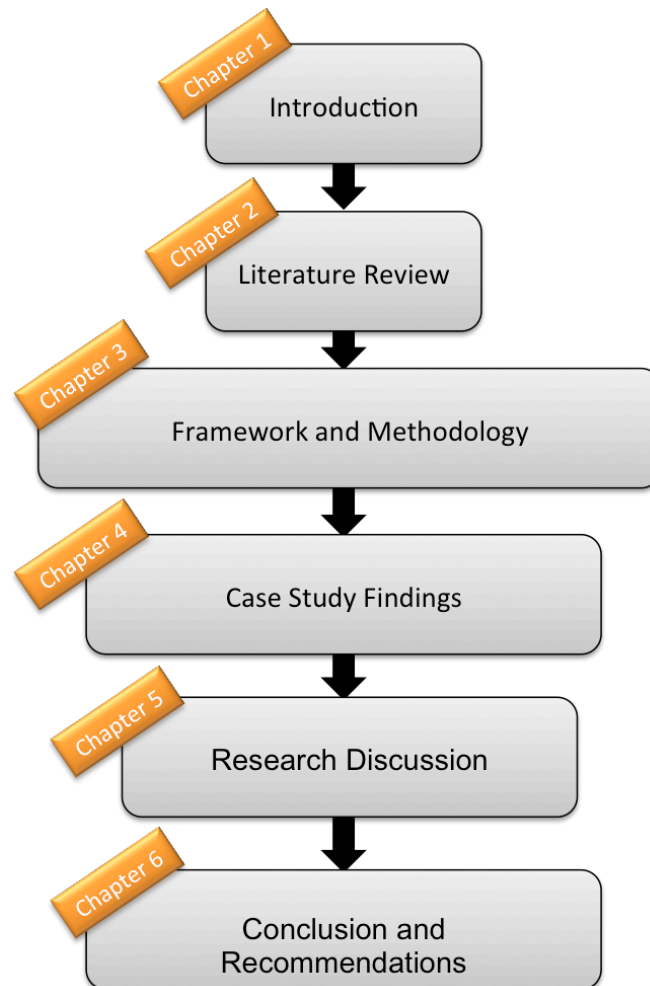 Chapter 1
Introduction
Chapter 2
Literature Review
Chapter 3
Framework and Methodology
Chapter 4
Case Study Findings
Chapter 5
Research Discussion
Chapter 6
Conclusion and
Recommendations